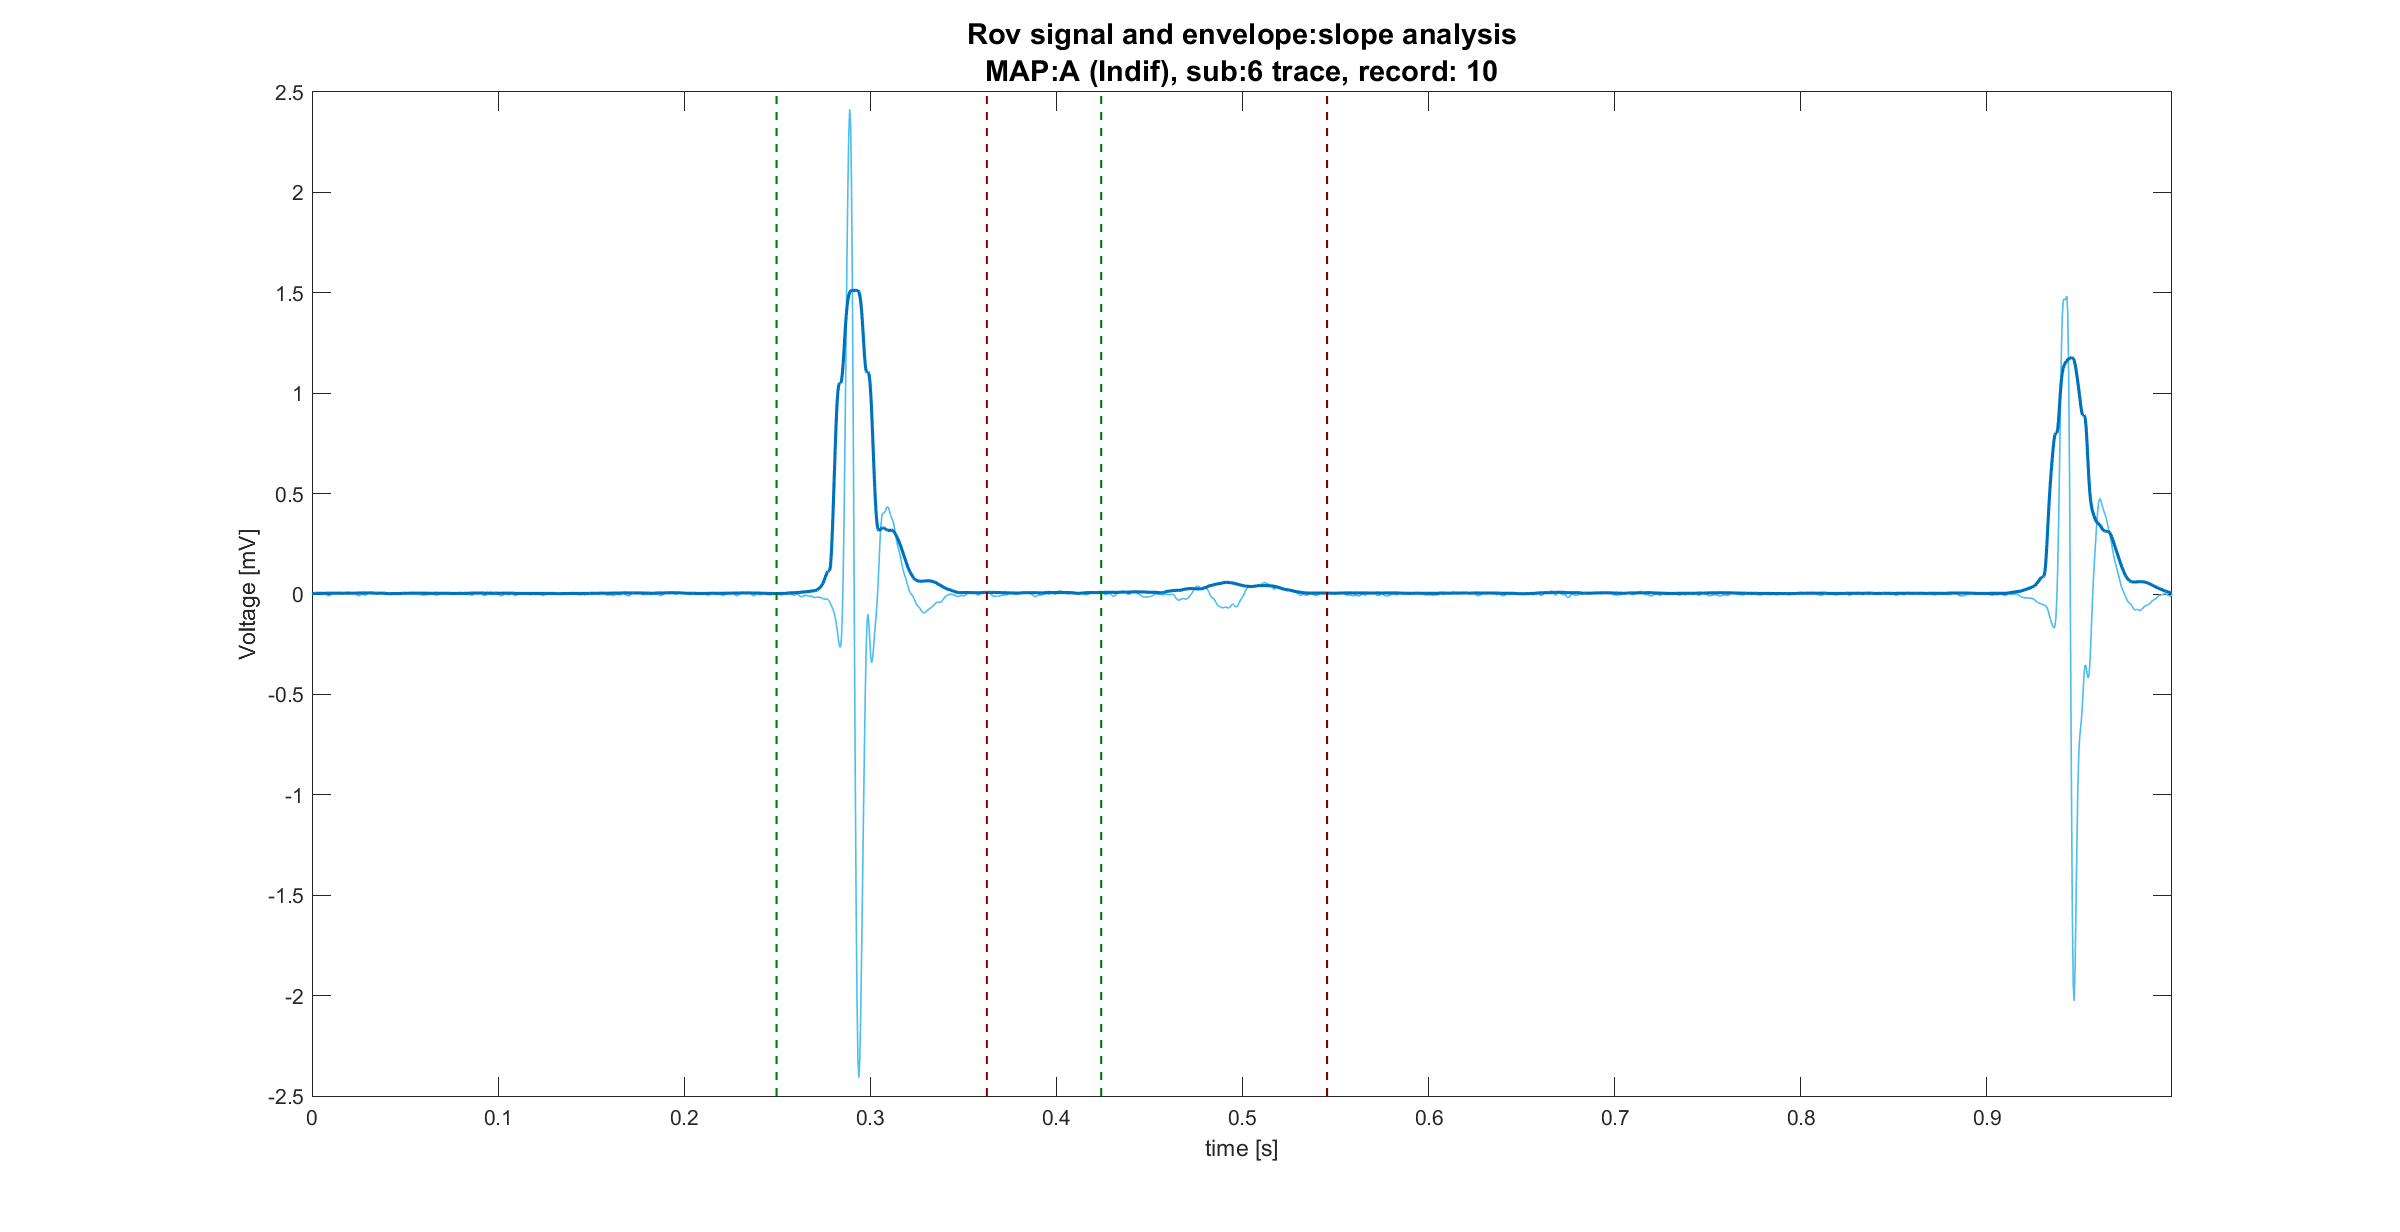 Rov signal and envelope:slope analysis
MAP:A (Indif), sub:6 trace, record: 10
2.5
2
1.5
1
0.5
0
-0.5
-1
-1.5
-2
-2.5
Voltage [mV]
0 0.1 0.2 0.3 0.4 0.5 0.6 0.7 0.8 0.9
time [s]